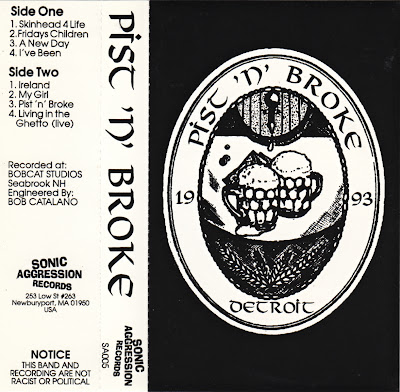 Side One
1. Skinhead 4 Life
2.Fridays Children
3. A New Day
4. I've Been
Side Two
1. Ireland
2. My Girl
3. Pist 'n' Broke
4. Living in the
Ghetto (live)
Recorded at:
BOBCAT STUDIOS
Seabrook NH
Engineered By:
BOB CATALANO
SONIC
AGGRESSION
RECORDS
253 Low St #263
Newburyport, MA 01950
USA
NOTICE
THIS BAND AND
RECORDING ARE NOT
RACIST OR POLITICAL
PIST 'N' BROKE
SONIC
AGGRESSION
RECORDS
SA005
PIST 'N' BROKE
19 93
DETROIT